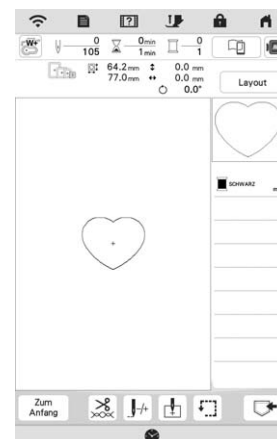 W+
0 0min 0
105 1min 1
64.2mm 0.0 mm
77.0mm 0.0 mm
0.0°
Layout
SCHWARZ
Zum
Anfang